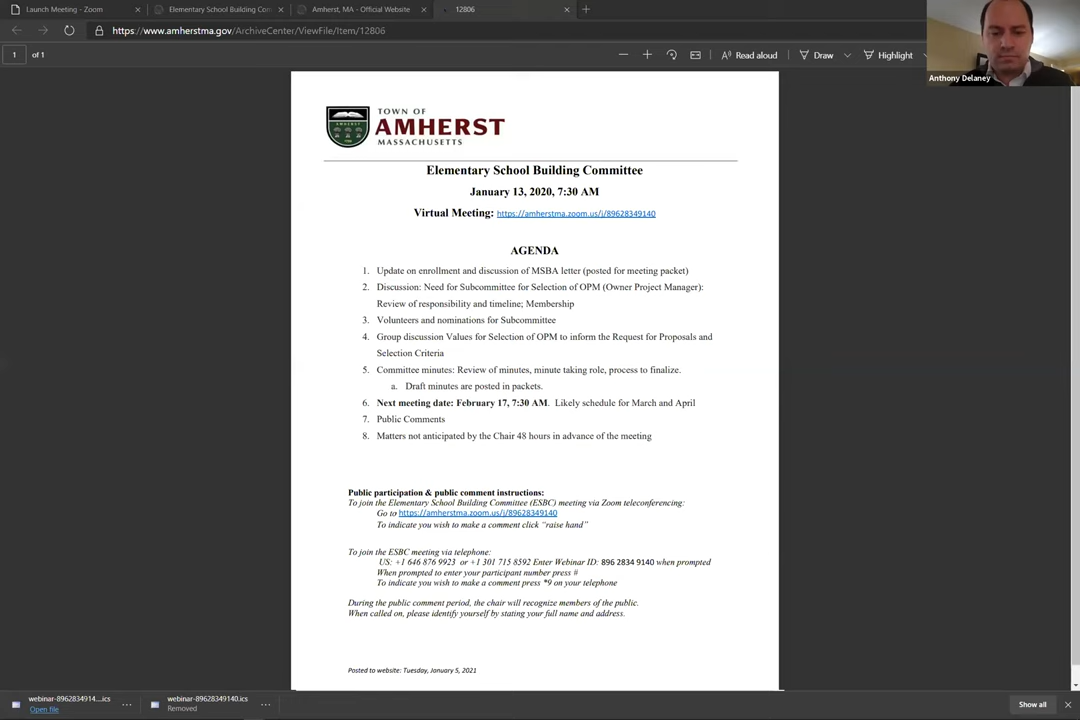 Launch Meeting - Zoom
Elementary School Building Com
Amherst, MA - Official Website
12806
https://www.amherstma.gov/ArchiveCenter/ViewFile/Item/12806
1 of 1
Read aloud
Draw
Highlight
Anthony Delaney
TOWN OF
AMHERST
MASSACHUSETTS
Elementary School Building Committee
January 13, 2020, 7:30 AM
Virtual Meeting: https://amherstma.zoom.us/j/89628349140
AGENDA
1. Update on enrollment and discussion of MSBA letter (posted for meeting packet)
2. Discussion: Need for Subcommittee for Selection of OPM (Owner Project Manager):
Review of responsibility and timeline; Membership
3. Volunteers and nominations for Subcommittee
4. Group discussion Values for Selection of OPM to inform the Request for Proposals and
Selection Criteria
5. Committee minutes: Review of minutes, minute taking role, process to finalize.
a. Draft minutes are posted in packets.
6. Next meeting date: February 17, 7:30 AM. Likely schedule for March and April
7. Public Comments
8. Matters not anticipated by the Chair 48 hours in advance of the meeting
Public participation & public comment instructions:
To join the Elementary School Building Committee (ESBC) meeting via Zoom teleconferencing:
Go to https://amherstma.zoom.us/j/89628349140
To indicate you wish to make a comment click “raise hand”
To join the ESBC meeting via telephone:
US: +1 646 876 9923 or +1 301 715 8592 Enter Webinar ID: 896 2834 9140 when prompted
When prompted to enter your participant number press #
To indicate you wish to make a comment press *9 on your telephone
During the public comment period, the chair will recognize members of the public.
When called on, please identify yourself by stating your full name and address.
Posted to website: Tuesday, January 5, 2021
webinar-8962834914....ics
Open file
webinar-89628349140.ics
Removed
Show all